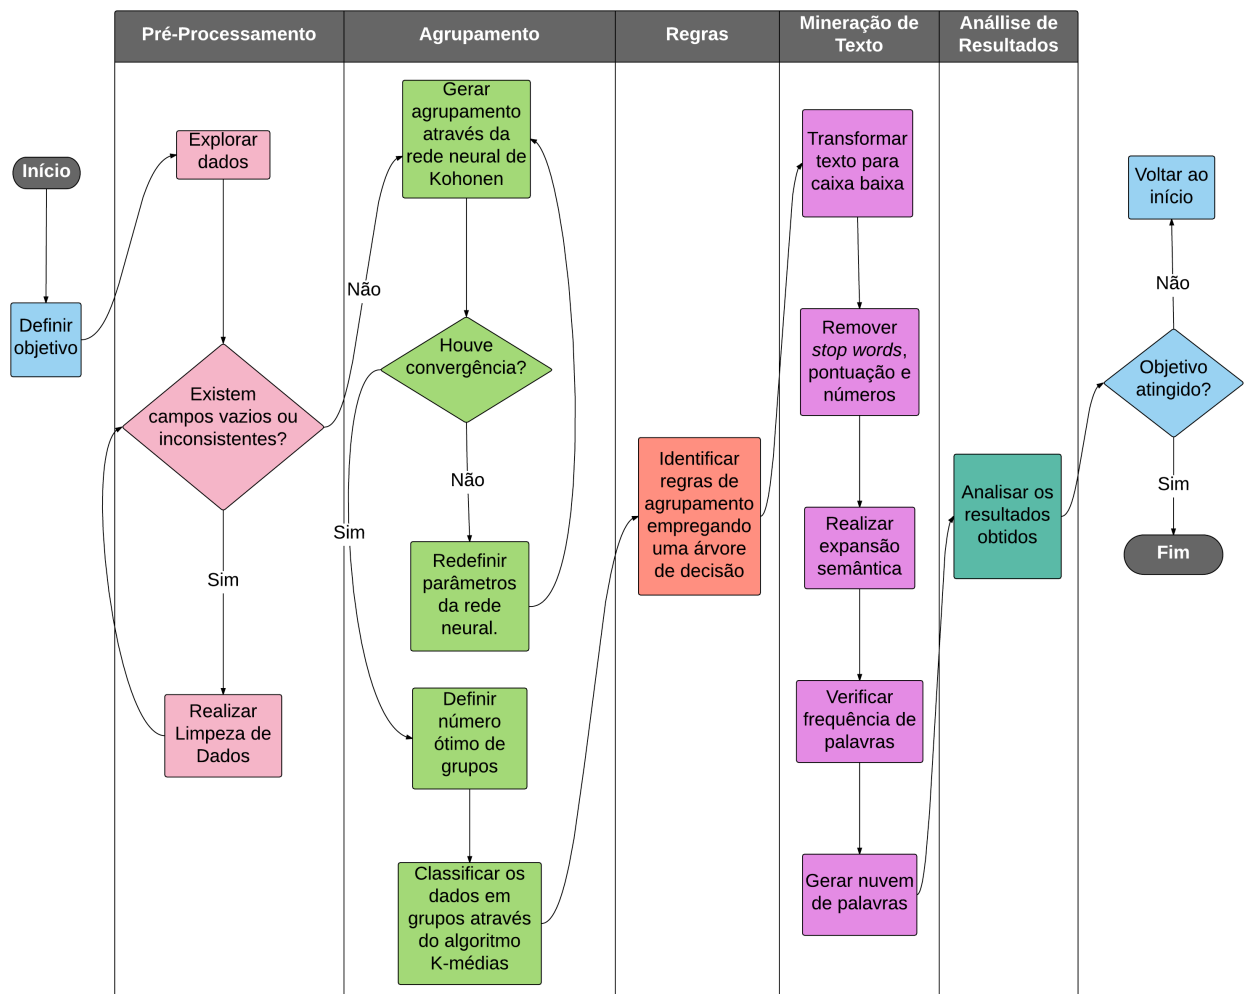 Pré-Processamento
Agrupamento
Regras
Mineração de
Texto
Anállise de
Resultados
Início
Definir
objetivo
Explorar
dados
Existem
campos vazios ou
inconsistentes?
Sim
Realizar
Limpeza de
Dados
Não
Gerar
agrupamento
através da
rede neural de
Kohonen
Houve
convergência?
Não
Redefinir
parâmetros
da rede
neural.
Sim
Definir
número
ótimo de
grupos
Classificar os
dados em
grupos através
do algoritmo
K-médias
Identificar
regras de
agrupamento
empregando
uma árvore
de decisão
Transformar
texto para
caixa baixa
Remover
stop words,
pontuação e
números
Realizar
expansão
semântica
Verificar
frequência de
palavras
Gerar nuvem
de palavras
Analisar os
resultados
obtidos
Objetivo
atingido?
Não
Voltar ao
início
Sim
Fim